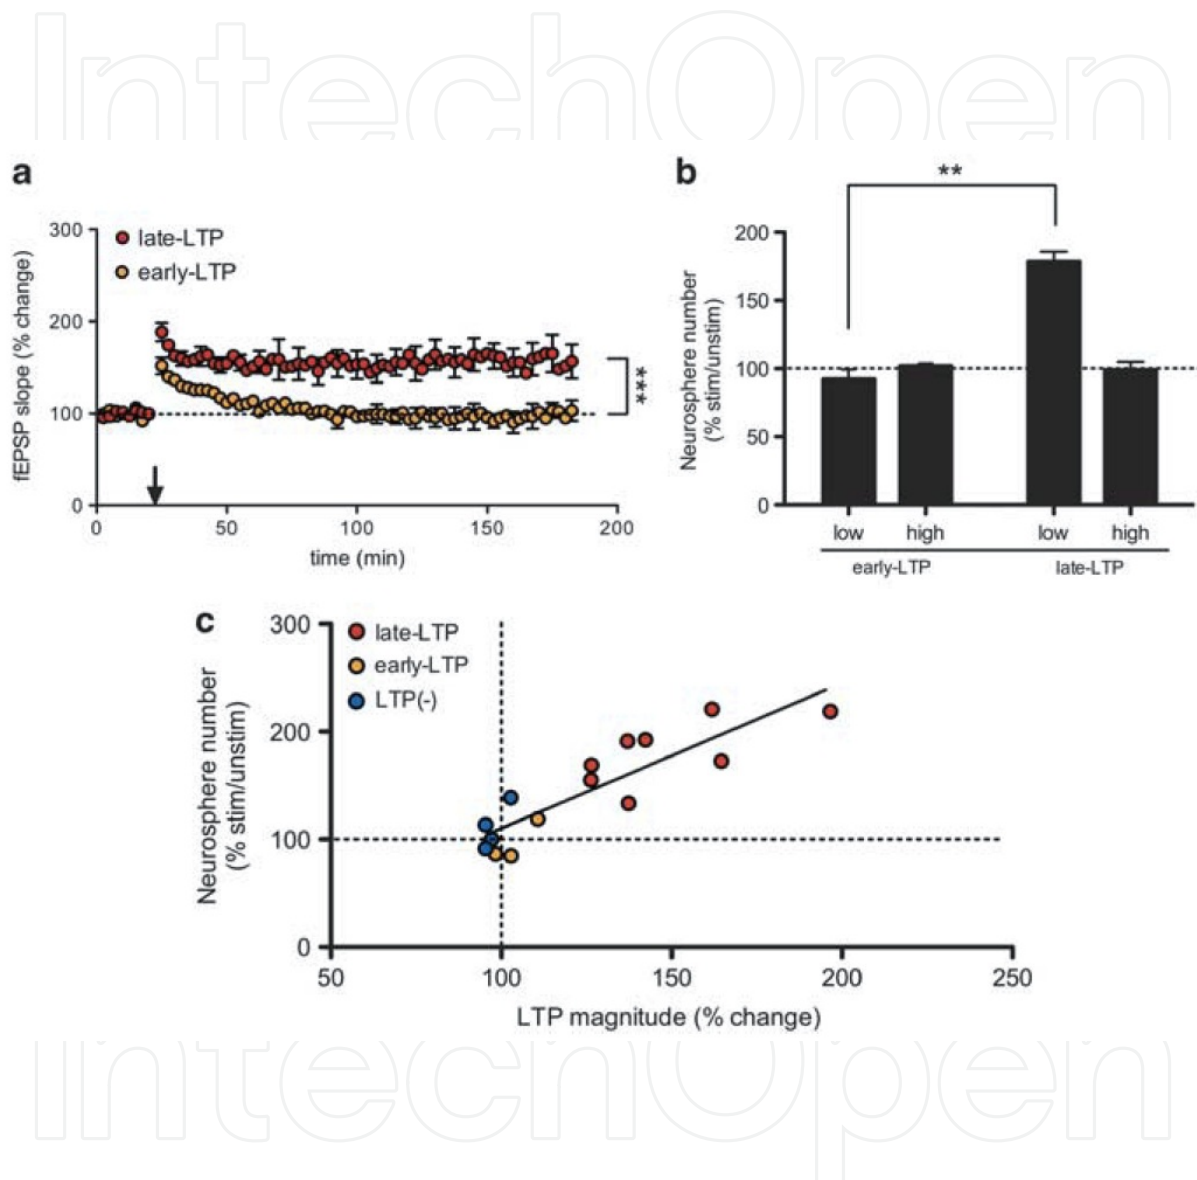 IntechOpen
a
300
200
100
0
fEPSP slope (% change)
late-LTP
early-LTP
***
0 50 100 150 200
time (min)
b
**
200
150
100
50
0
Neurosphere number
(% stim/unstim)
low high low high
early-LTP late-LTP
c
300
200
100
0
Neurosphere number
(% stim/unstim)
late-LTP
early-LTP
LTP(-)
50 100 150 200 250
LTP magnitude (% change)
IntechOpen